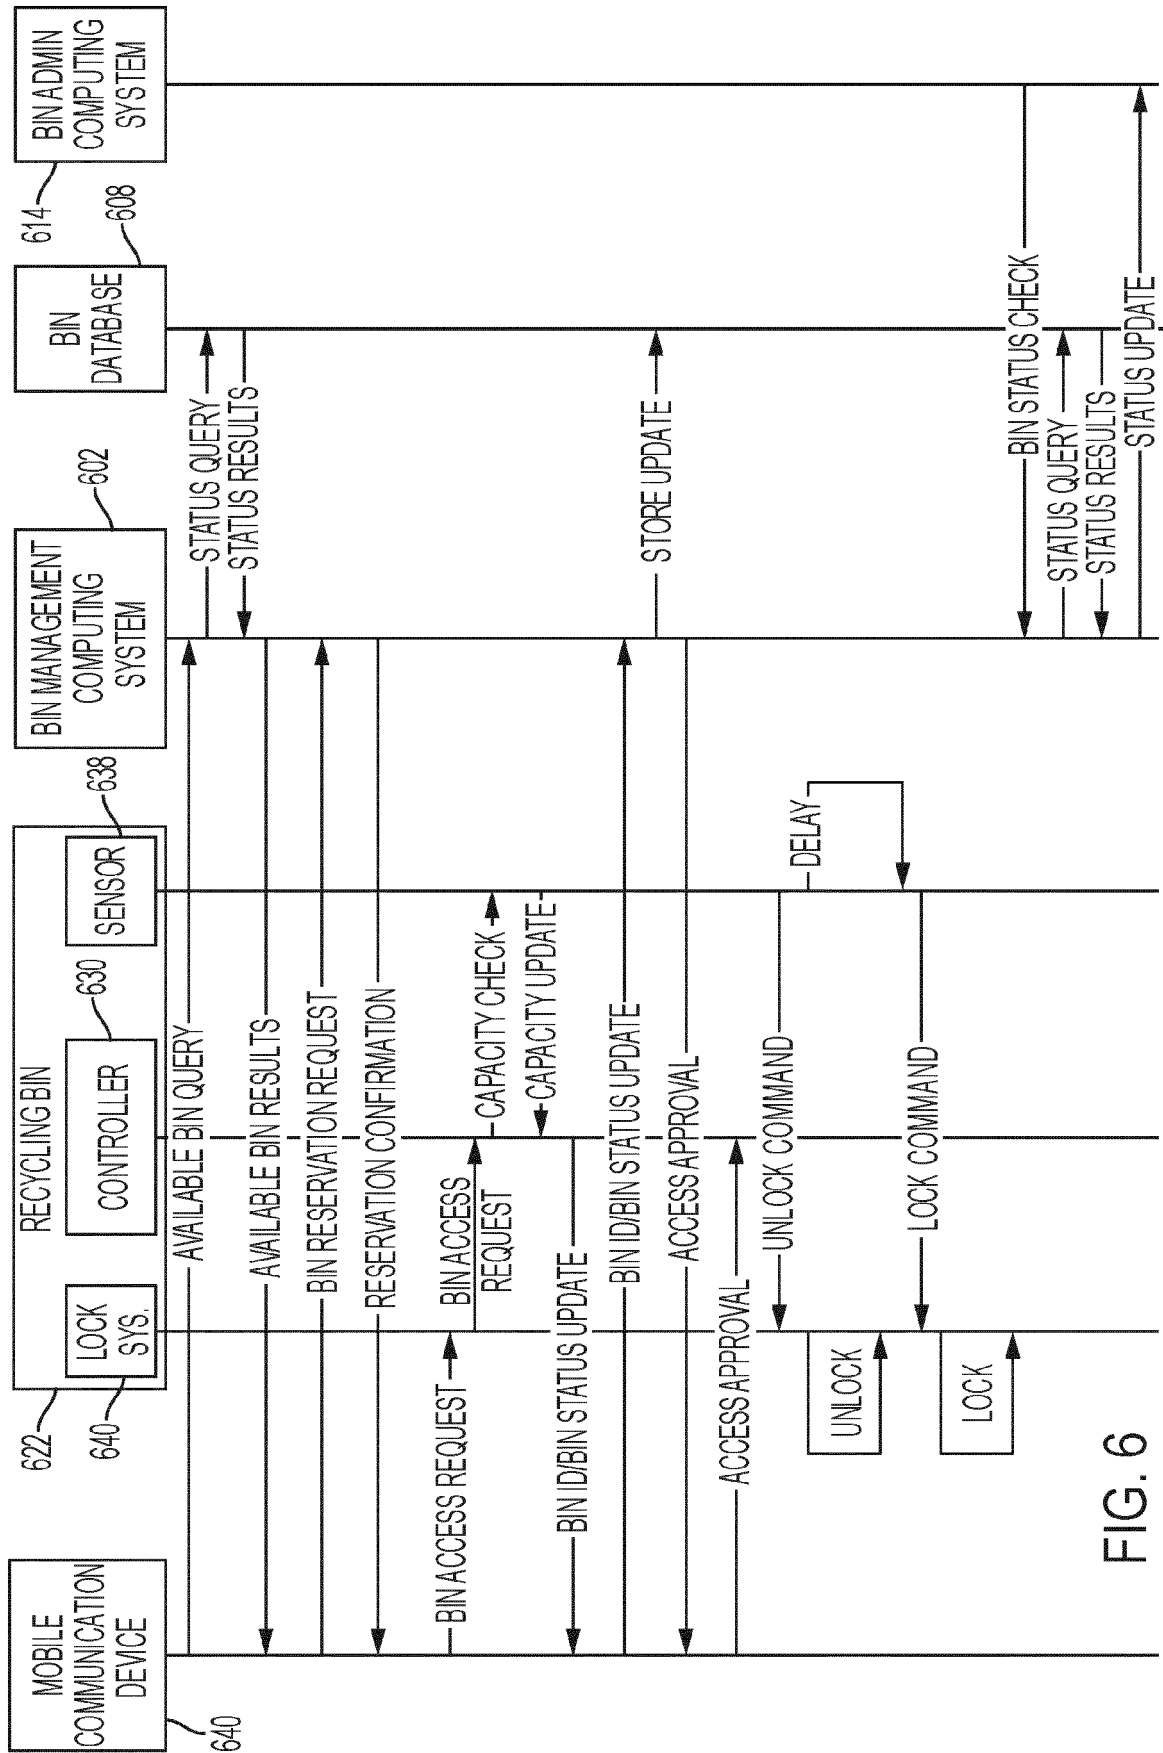 MOBILE
COMMUNICATION
DEVICE
640
RECYCLING BIN
622
LOCK
SYS.
640
CONTROLLER
630
SENSOR
638
BIN MANAGEMENT
COMPUTING
SYSTEM
602
BIN
DATABASE
608
BIN ADMIN
COMPUTING
SYSTEM
614
AVAILABLE BIN QUERY
STATUS QUERY
STATUS RESULTS
AVAILABLE BIN RESULTS
BIN RESERVATION REQUEST
RESERVATION CONFIRMATION
BIN ACCESS REQUEST
BIN ACCESS
REQUEST
CAPACITY CHECK
CAPACITY UPDATE
BIN ID/BIN STATUS UPDATE
BIN ID/BIN STATUS UPDATE
STORE UPDATE
ACCESS APPROVAL
ACCESS APPROVAL
UNLOCK COMMAND
DELAY
UNLOCK
LOCK COMMAND
LOCK
BIN STATUS CHECK
STATUS QUERY
STATUS RESULTS
STATUS UPDATE
FIG. 6